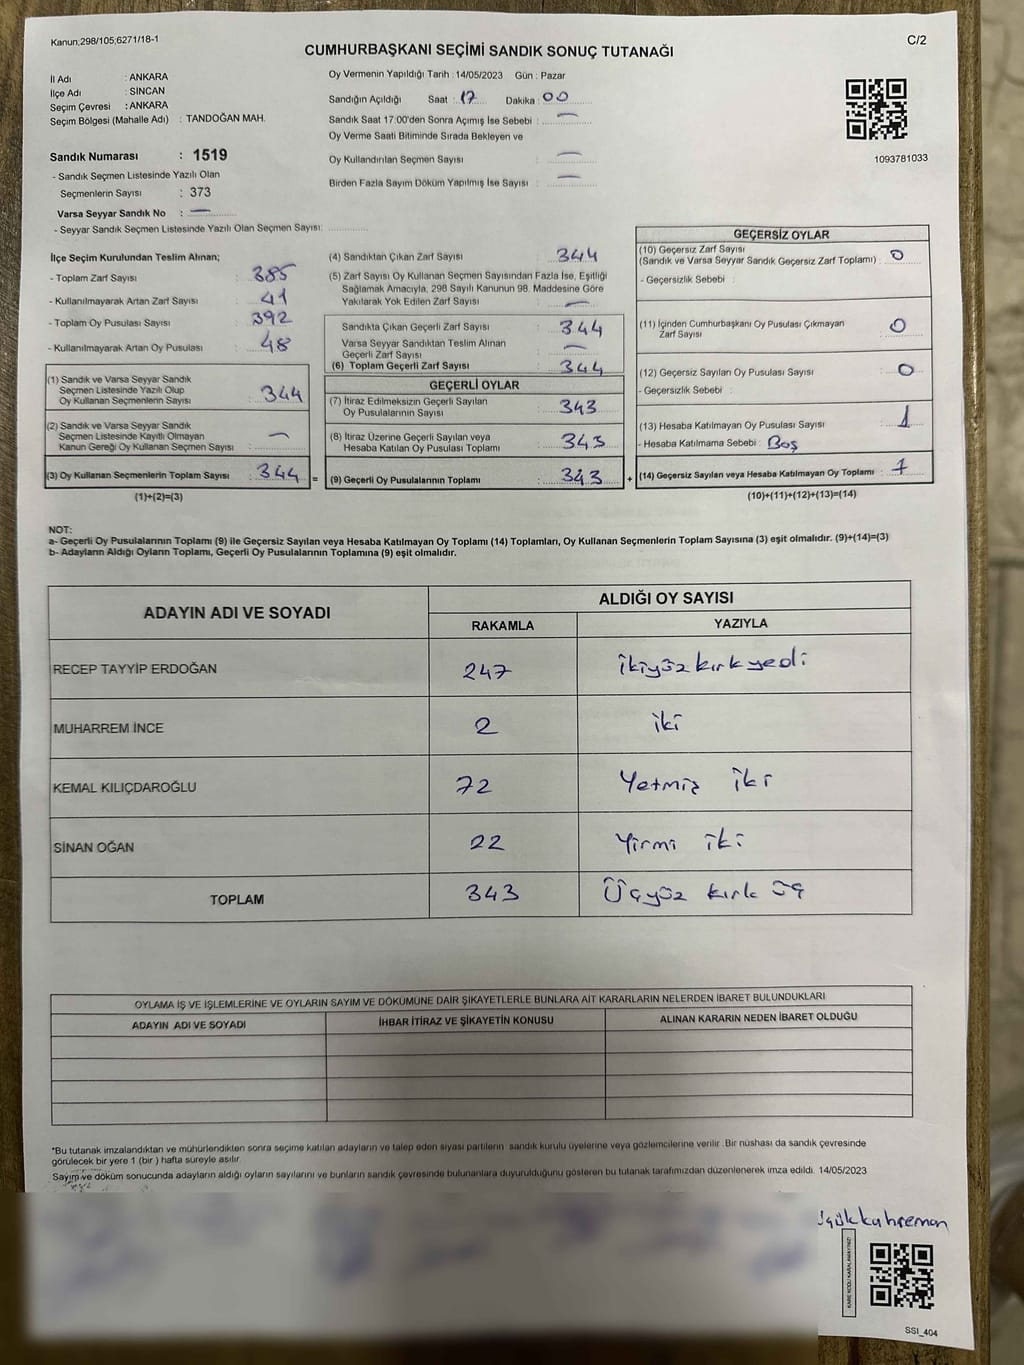 Kanun;298/105;6271/18-1
C/2
CUMHURBAŞKANI SEÇİMİ SANDIK SONUÇ TUTANAĞI
İl Adı : ANKARA
İlçe Adı : SİNCAN
Seçim Çevresi : ANKARA
Seçim Bölgesi (Mahalle Adı) : TANDOĞAN MAH.
Sandık Numarası : 1519
- Sandık Seçmen Listesinde Yazılı Olan
Seçmenlerin Sayısı : 373
Varsa Seyyar Sandık No : —
- Seyyar Sandık Seçmen Listesinde Yazılı Olan Seçmen Sayısı:
Oy Vermenin Yapıldığı Tarih : 14/05/2023 Gün : Pazar
Sandığın Açıldığı Saat : 17 Dakika : 00
Sandık Saat 17:00'den Sonra Açımış İse Sebebi : —
Oy Verme Saati Bitiminde Sırada Bekleyen ve
Oy Kullandırılan Seçmen Sayısı : —
Birden Fazla Sayım Döküm Yapılmış İse Sayısı : —
1093781033
İlçe Seçim Kurulundan Teslim Alınan;
- Toplam Zarf Sayısı : 385
- Kullanılmayarak Artan Zarf Sayısı : 41
- Toplam Oy Pusulası Sayısı : 392
- Kullanılmayarak Artan Oy Pusulası : 48
(1) Sandık ve Varsa Seyyar Sandık
Seçmen Listesinde Yazılı Olup
Oy Kullanan Seçmenlerin Sayısı : 344
(2) Sandık ve Varsa Seyyar Sandık
Seçmen Listesinde Kayıtlı Olmayan
Kanun Gereği Oy Kullanan Seçmen Sayısı : —
(3) Oy Kullanan Seçmenlerin Toplam Sayısı : 344 =
(1)+(2)=(3)
(4) Sandıktan Çıkan Zarf Sayısı : 344
(5) Zarf Sayısı Oy Kullanan Seçmen Sayısından Fazla İse, Eşitliği
Sağlamak Amacıyla, 298 Sayılı Kanunun 98. Maddesine Göre
Yakılarak Yok Edilen Zarf Sayısı : —
Sandıkta Çıkan Geçerli Zarf Sayısı : 344
Varsa Seyyar Sandıktan Teslim Alınan
Geçerli Zarf Sayısı : —
(6) Toplam Geçerli Zarf Sayısı : 344
GEÇERLİ OYLAR
(7) İtiraz Edilmeksizin Geçerli Sayılan
Oy Pusulalarının Sayısı : 343
(8) İtiraz Üzerine Geçerli Sayılan veya
Hesaba Katılan Oy Pusulası Toplamı : 343
(9) Geçerli Oy Pusulalarının Toplamı : 343 +
GEÇERSİZ OYLAR
(10) Geçersiz Zarf Sayısı
(Sandık ve Varsa Seyyar Sandık Geçersiz Zarf Toplamı) : 0
- Geçersizlik Sebebi :
(11) İçinden Cumhurbaşkanı Oy Pusulası Çıkmayan
Zarf Sayısı : 0
(12) Geçersiz Sayılan Oy Pusulası Sayısı : 0
- Geçersizlik Sebebi :
(13) Hesaba Katılmayan Oy Pusulası Sayısı : 1
- Hesaba Katılmama Sebebi : Boş
(14) Geçersiz Sayılan veya Hesaba Katılmayan Oy Toplamı : 1
(10)+(11)+(12)+(13)=(14)
NOT:
a- Geçerli Oy Pusulalarının Toplamı (9) ile Geçersiz Sayılan veya Hesaba Katılmayan Oy Toplamı (14) Toplamları, Oy Kullanan Seçmenlerin Toplam Sayısına (3) eşit olmalıdır. (9)+(14)=(3)
b- Adayların Aldığı Oyların Toplamı, Geçerli Oy Pusulalarının Toplamına (9) eşit olmalıdır.
ADAYIN ADI VE SOYADI
ALDIĞI OY SAYISI
RAKAMLA YAZIYLA
RECEP TAYYİP ERDOĞAN 247 İkiyüz kırk yedi
MUHARREM İNCE 2 iki
KEMAL KILIÇDAROĞLU 72 Yetmiş iki
SİNAN OĞAN 22 Yirmi iki
TOPLAM 343 Üçyüz kırk üç
OYLAMA İŞ VE İŞLEMLERİNE VE OYLARIN SAYIM VE DÖKÜMÜNE DAİR ŞİKAYETLERLE BUNLARA AİT KARARLARIN NELERDEN İBARET BULUNDUKLARI
ADAYIN ADI VE SOYADI İHBAR İTİRAZ VE ŞİKAYETİN KONUSU ALINAN KARARIN NEDEN İBARET OLDUĞU
*Bu tutanak imzalandıktan ve mühürlendikten sonra seçime katılan adayların ve talep eden siyasi partilerin sandık kurulu üyelerine veya gözlemcilerine verilir. Bir nüshası da sandık çevresinde
görülecek bir yere 1 (bir ) hafta süreyle asılır.
Sayım ve döküm sonucunda adayların aldığı oyların sayılarını ve bunların sandık çevresinde bulunanlara duyurulduğunu gösteren bu tutanak tarafımızdan düzenlenerek imza edildi. 14/05/2023
KARE KODU KARALAMAYINIZ!
SSI_404